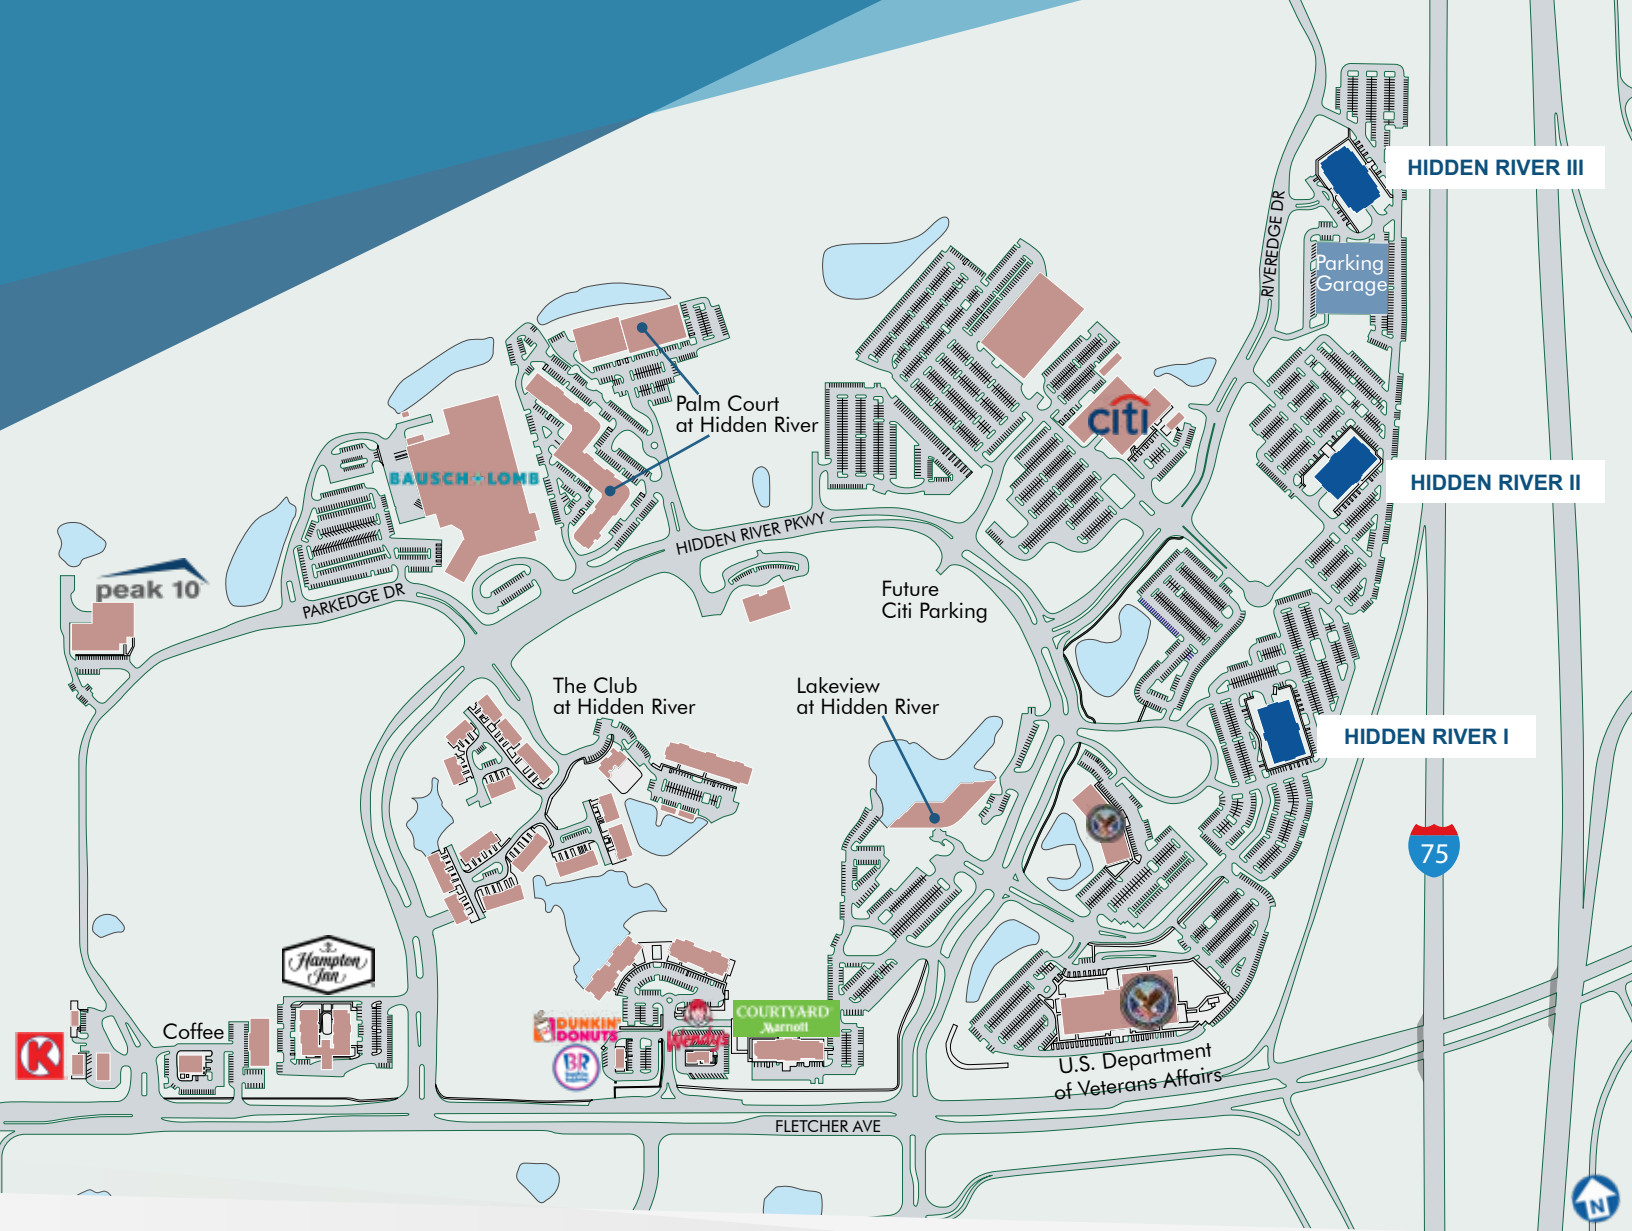 HIDDEN RIVER III
RIVEREDGE DR
Parking
Garage
Palm Court
at Hidden River
citi
BAUSCH + LOMB
HIDDEN RIVER II
HIDDEN RIVER PKWY
peak 10
PARKEDGE DR
Future
Citi Parking
The Club
at Hidden River
Lakeview
at Hidden River
HIDDEN RIVER I
75
Hampton
Inn
Coffee
K
DUNKIN'
DONUTS
BR
Wendy's
COURTYARD
Marriott
U.S. Department
of Veterans Affairs
FLETCHER AVE
N